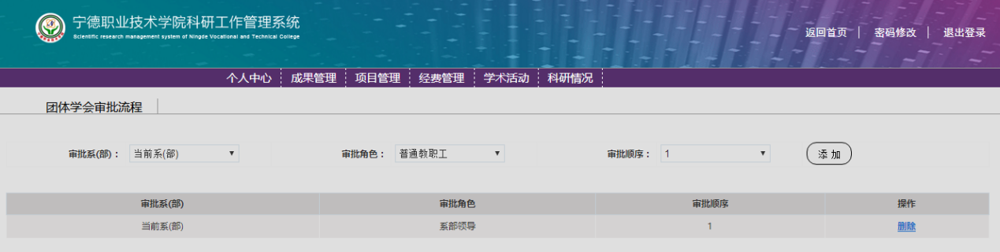 宁德职业技术学院科研工作管理系统
Scientific research management system of Ningde Vocational and Technical College
返回首页 | 密码修改 | 退出登录
个人中心 成果管理 项目管理 经费管理 学术活动 科研情况
团体学会审批流程
审批系(部)： 当前系(部) 审批角色： 普通教职工 审批顺序： 1 添 加
审批系(部) 审批角色 审批顺序 操作
当前系(部) 系部领导 1 删除